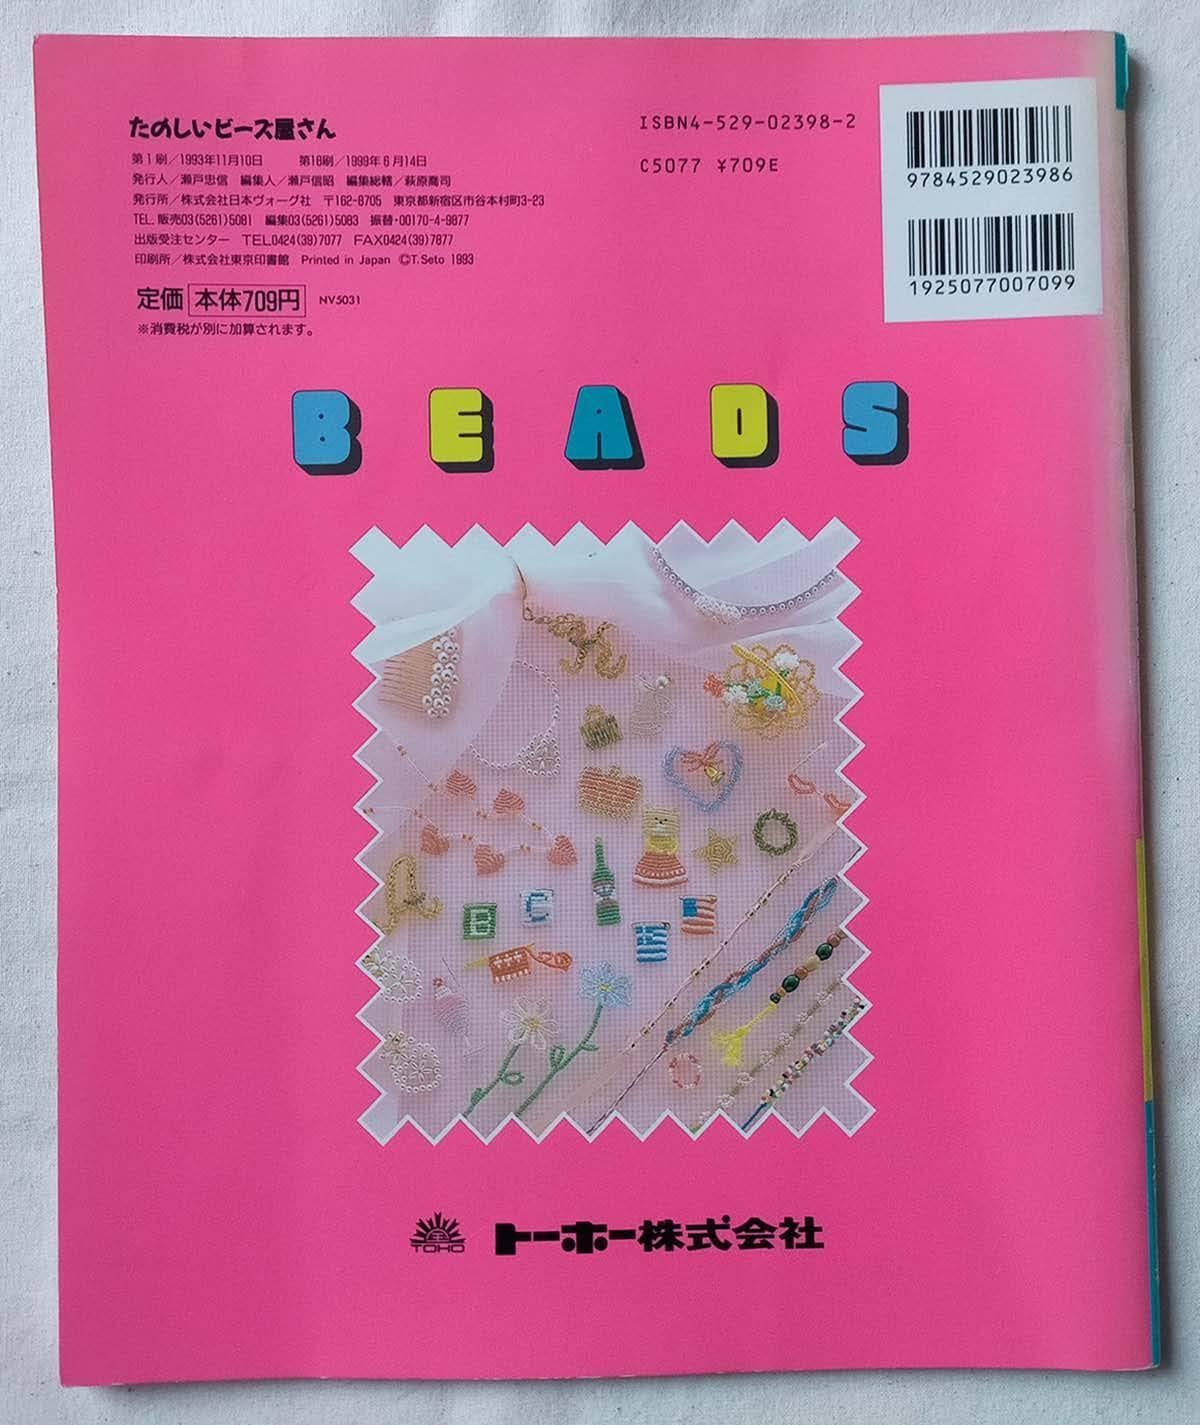 たのしいビーズ屋さん
第1刷／1993年11月10日　第16刷／1999年6月14日
発行人／瀬戸忠信　編集人／瀬戸信昭　編集総轄／萩原喬司
発行所／株式会社日本ヴォーグ社　〒162-8705　東京都新宿区市谷本村町3-23
TEL. 販売03(5261)5081　編集03(5261)5083　振替・00170-4-9877
出版受注センター　TEL0424(39)7077　FAX0424(39)7877
印刷所／株式会社東京印書館　Printed in Japan　©T.Seto 1993
定価 本体709円　NV5031
※消費税が別に加算されます。
ISBN4-529-02398-2
C5077 ¥709E
9784529023986
1925077007099
BEADS
B C
TOHO トーホー株式会社